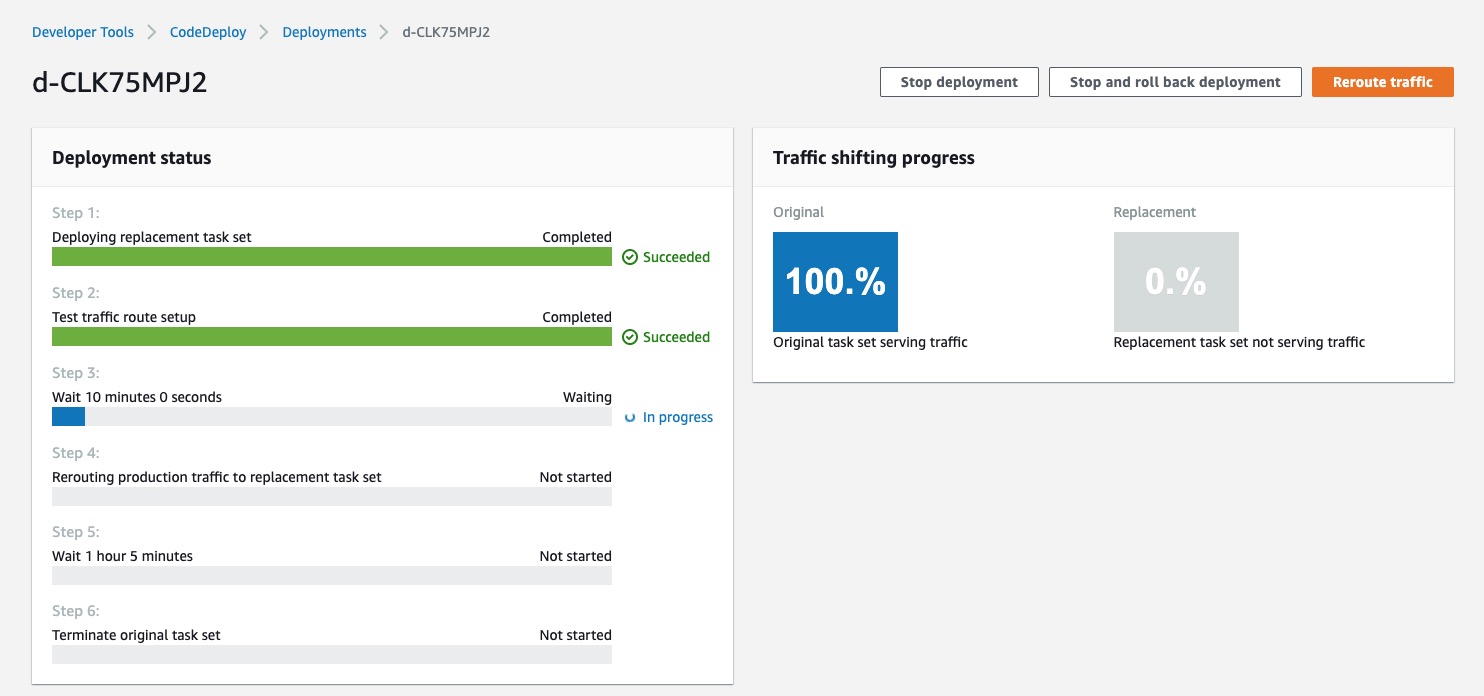 Developer Tools > CodeDeploy > Deployments > d-CLK75MPJ2
d-CLK75MPJ2
Stop deployment Stop and roll back deployment Reroute traffic
Deployment status
Step 1:
Deploying replacement task set Completed
Succeeded
Step 2:
Test traffic route setup Completed
Succeeded
Step 3:
Wait 10 minutes 0 seconds Waiting
In progress
Step 4:
Rerouting production traffic to replacement task set Not started
Step 5:
Wait 1 hour 5 minutes Not started
Step 6:
Terminate original task set Not started
Traffic shifting progress
Original Replacement
100.% 0.%
Original task set serving traffic Replacement task set not serving traffic